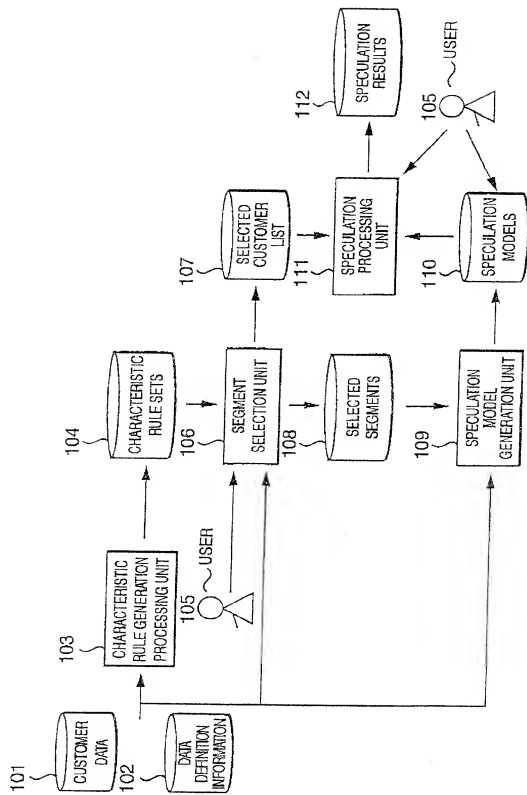 101
CUSTOMER
DATA
102
DATA
DEFINITION
INFORMATION
103
CHARACTERISTIC
RULE GENERATION
PROCESSING UNIT
104
CHARACTERISTIC
RULE SETS
105
USER
106
SEGMENT
SELECTION UNIT
107
SELECTED
CUSTOMER
LIST
108
SELECTED
SEGMENTS
109
SPECULATION
MODEL
GENERATION UNIT
110
SPECULATION
MODELS
111
SPECULATION
PROCESSING
UNIT
112
SPECULATION
RESULTS
105
USER